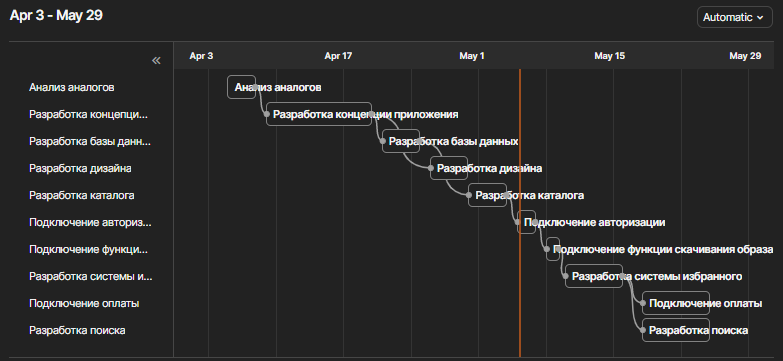 Apr 3 - May 29
Automatic
Apr 3 Apr 17 May 1 May 15 May 29
Анализ аналогов Анализ аналогов
Разработка концепци... Разработка концепции приложения
Разработка базы данн... Разработка базы данных
Разработка дизайна Разработка дизайна
Разработка каталога Разработка каталога
Подключение авториз... Подключение авторизации
Подключение функци... Подключение функции скачивания образа
Разработка системы и... Разработка системы избранного
Подключение оплаты Подключение оплаты
Разработка поиска Разработка поиска